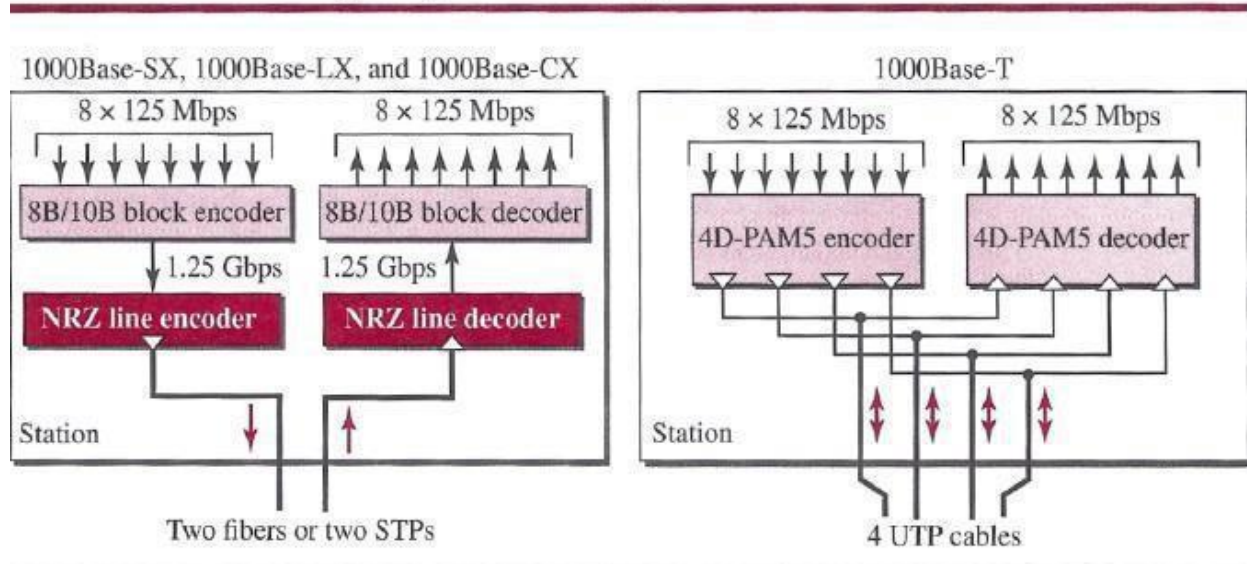 1000Base-SX, 1000Base-LX, and 1000Base-CX
8 × 125 Mbps
8 × 125 Mbps
8B/10B block encoder
8B/10B block decoder
1.25 Gbps
1.25 Gbps
NRZ line encoder
NRZ line decoder
Station
Two fibers or two STPs
1000Base-T
8 × 125 Mbps
8 × 125 Mbps
4D-PAM5 encoder
4D-PAM5 decoder
Station
4 UTP cables